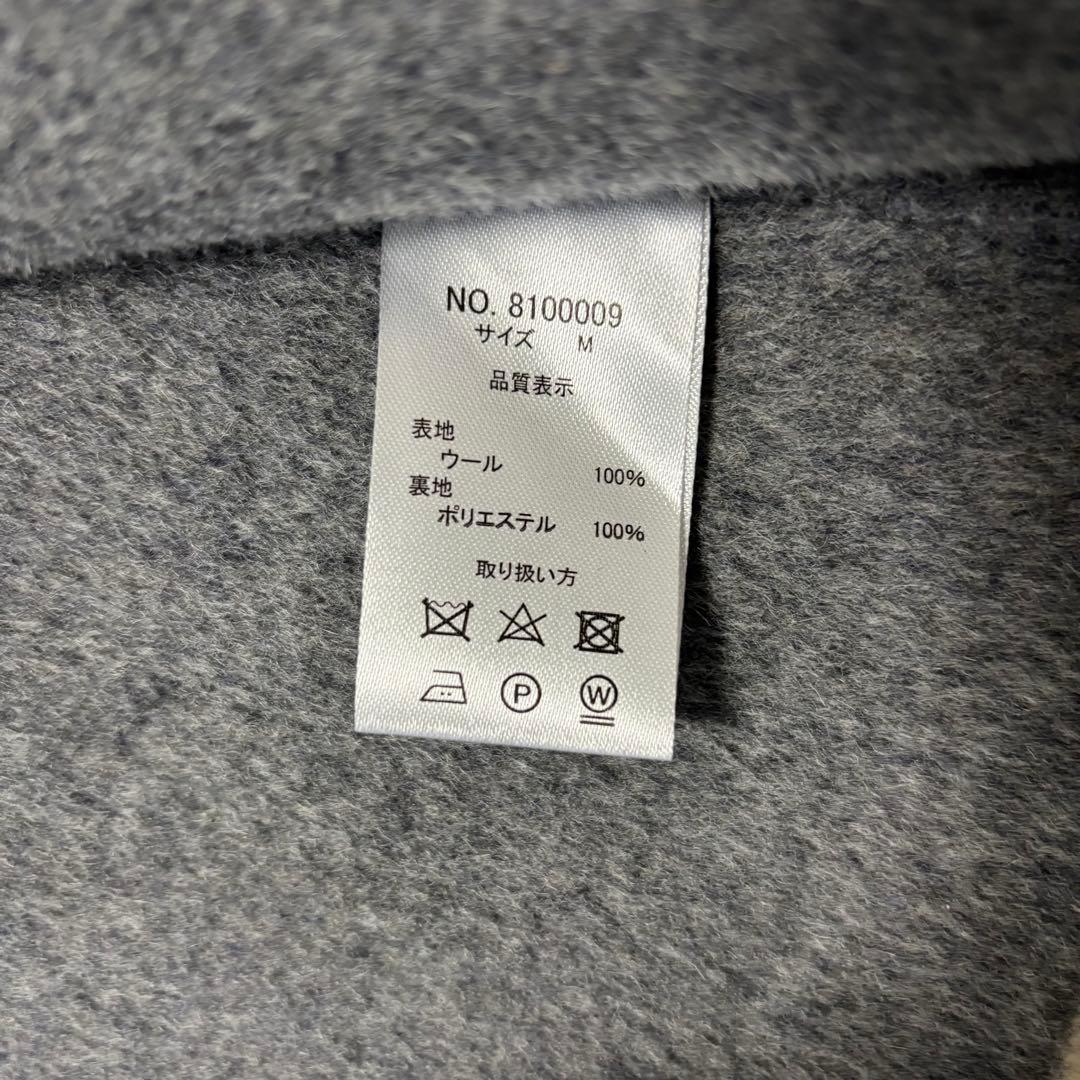 NO. 8100009
サイズ M
品質表示
表地
ウール 100%
裏地
ポリエステル 100%
取り扱い方
P W